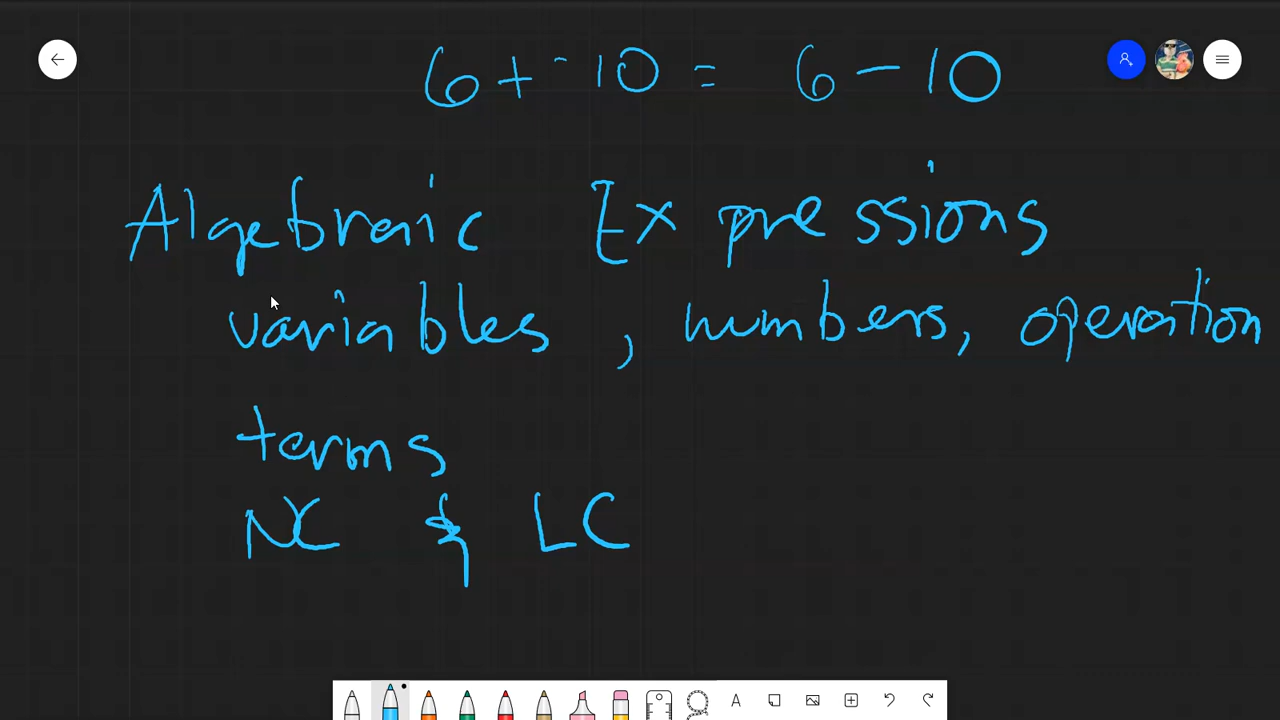 6 + -10 = 6 - 10
Algebraic Expressions
variables, numbers, operation
terms
NC & LC
A